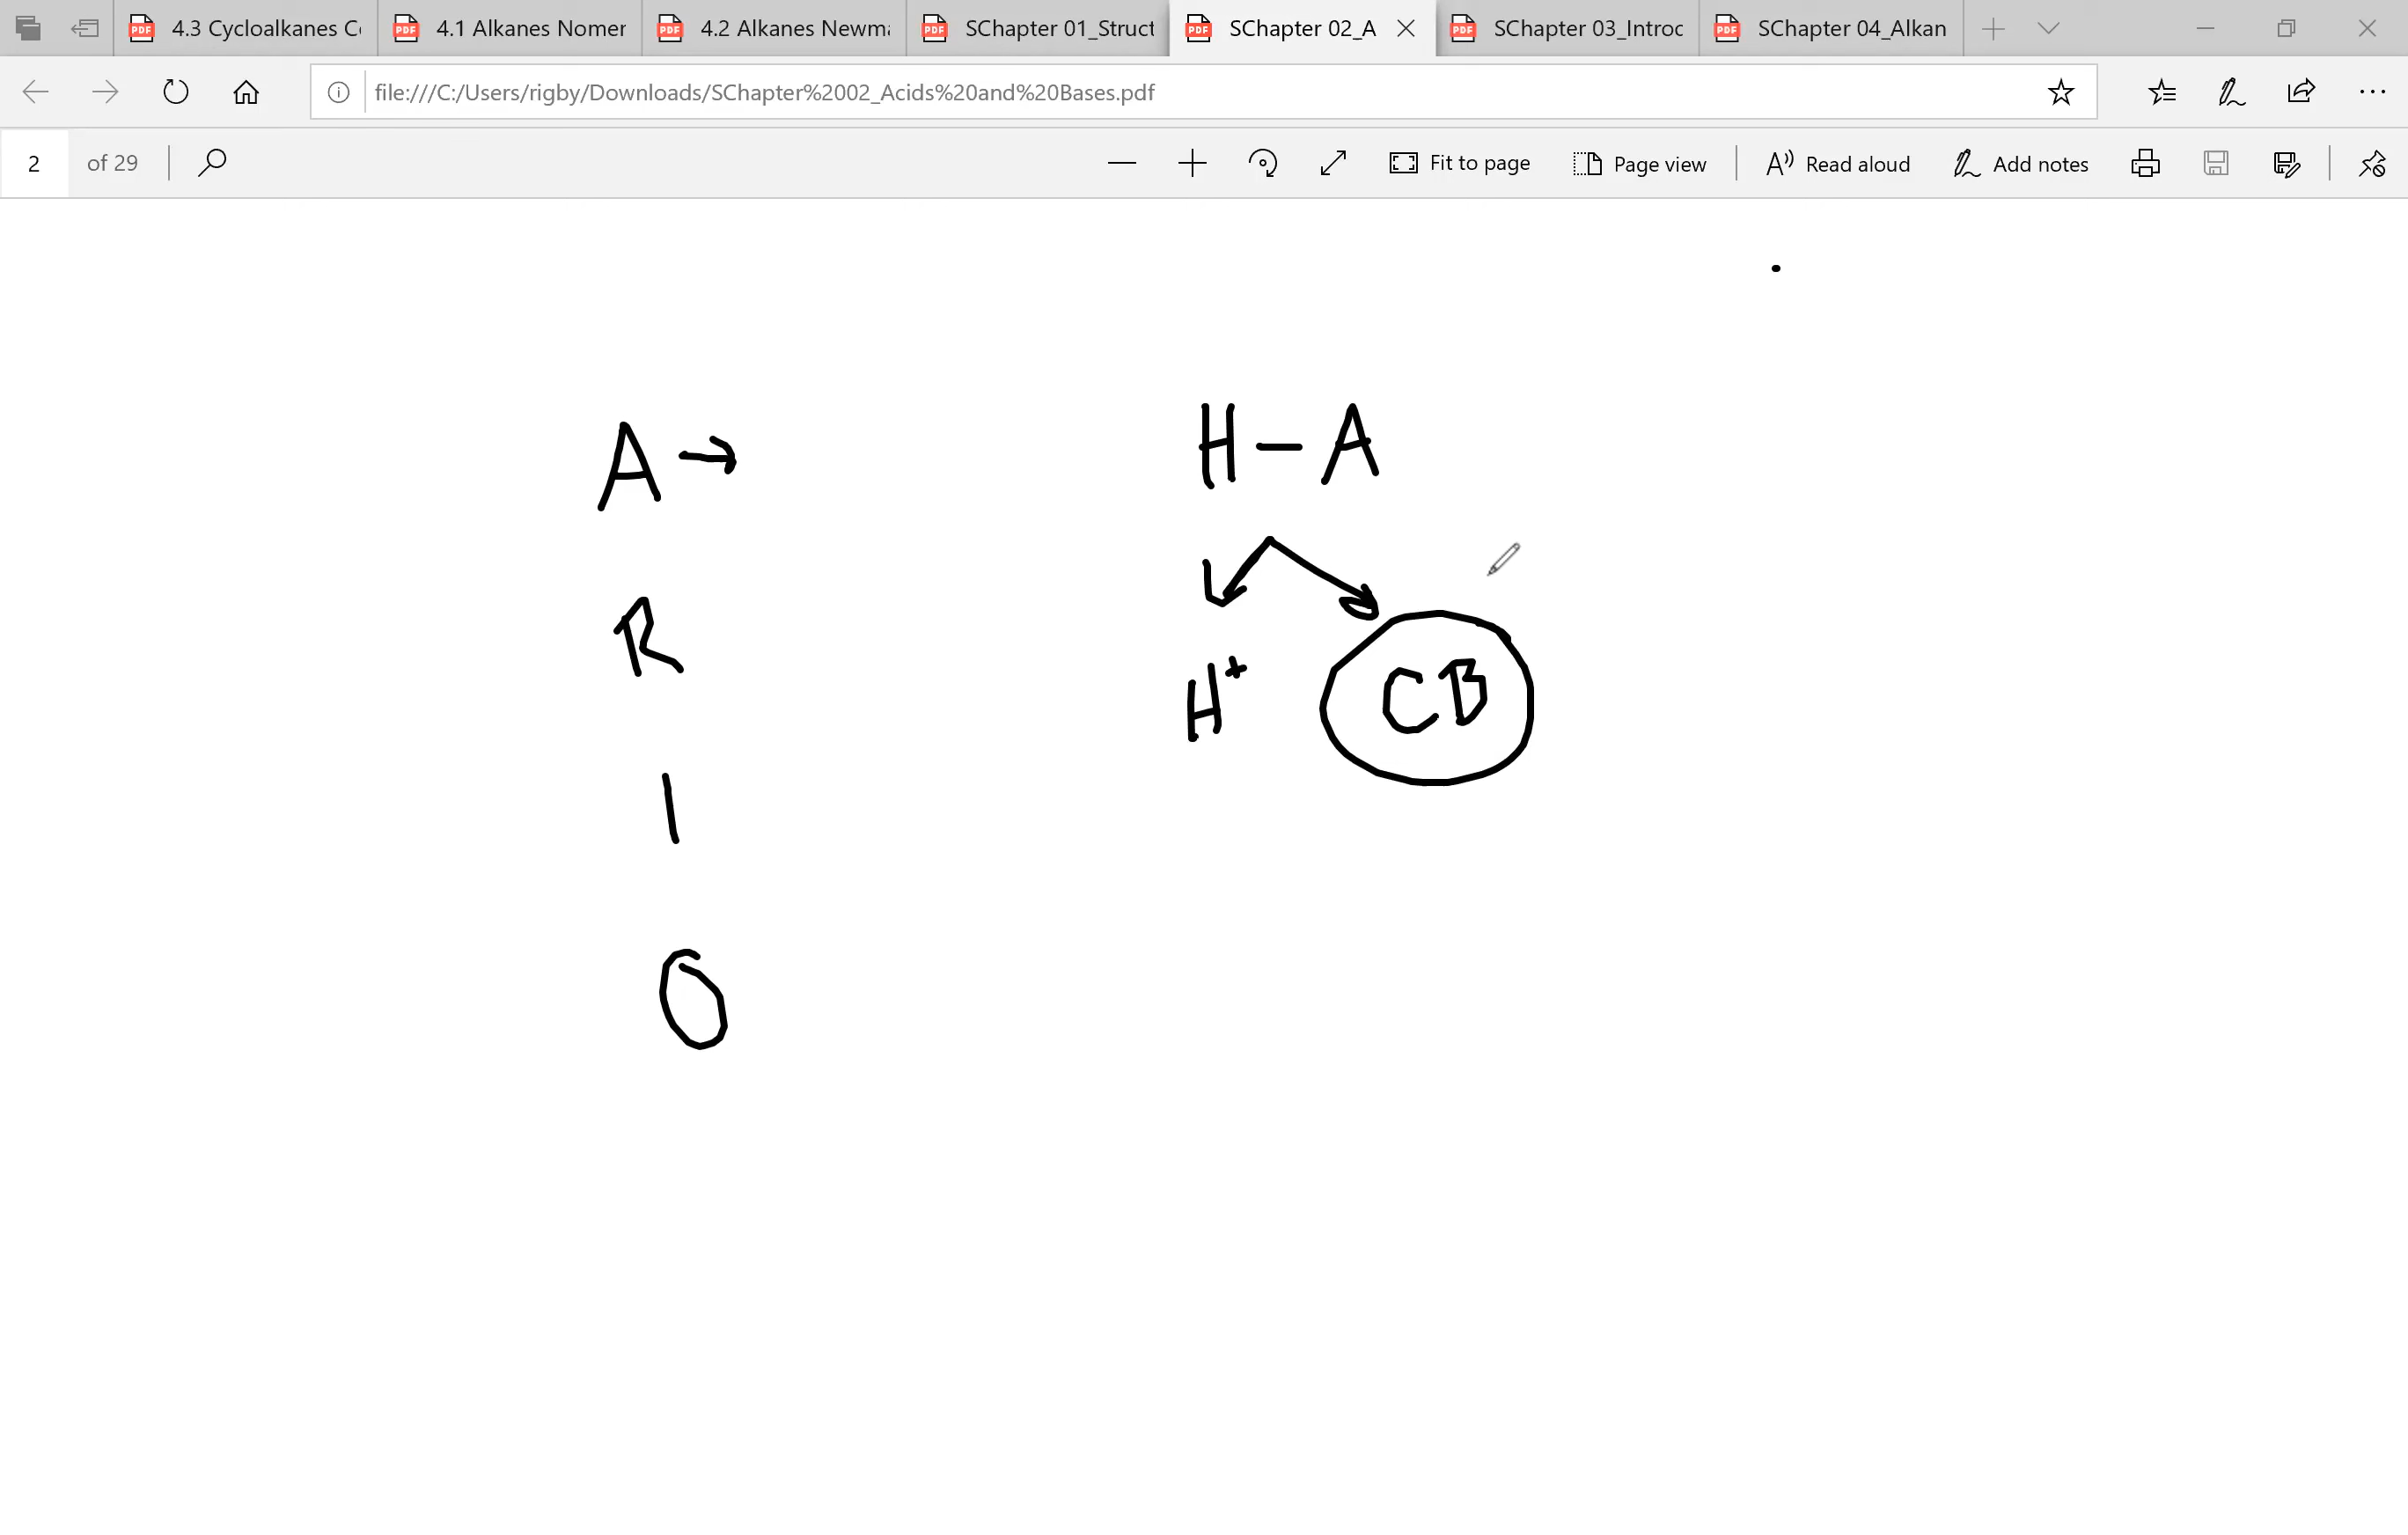 4.3 Cycloalkanes C
4.1 Alkanes Nomer
4.2 Alkanes Newma
SChapter 01_Struct
SChapter 02_A
SChapter 03_Introc
SChapter 04_Alkan
file:///C:/Users/rigby/Downloads/SChapter%2002_Acids%20and%20Bases.pdf
2 of 29
Fit to page
Page view
Read aloud
Add notes
A →
H - A
R
H+ CB
I
O